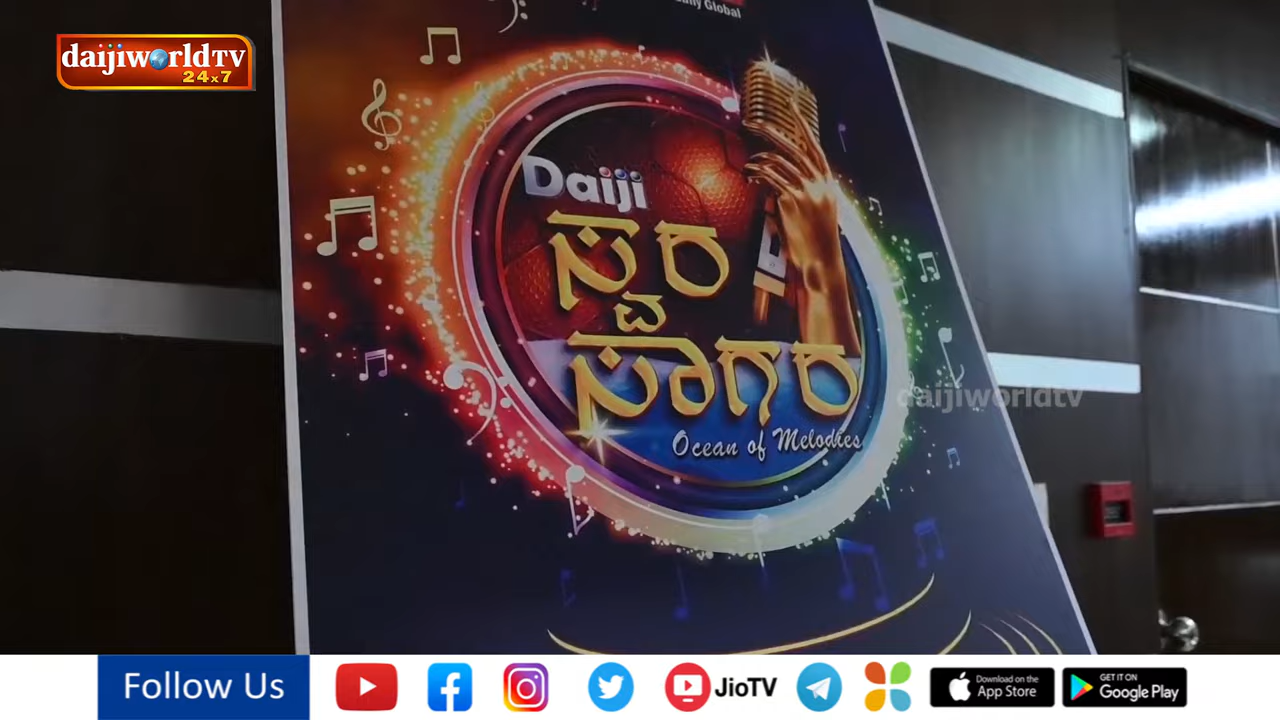 daijiworldTV
24x7
Global
Daiji
ಸ್ವರ
ಸಾಗರ
Ocean of Melodies
daijiworldtv
Follow Us
JioTV
Download on the
App Store
GET IT ON
Google Play